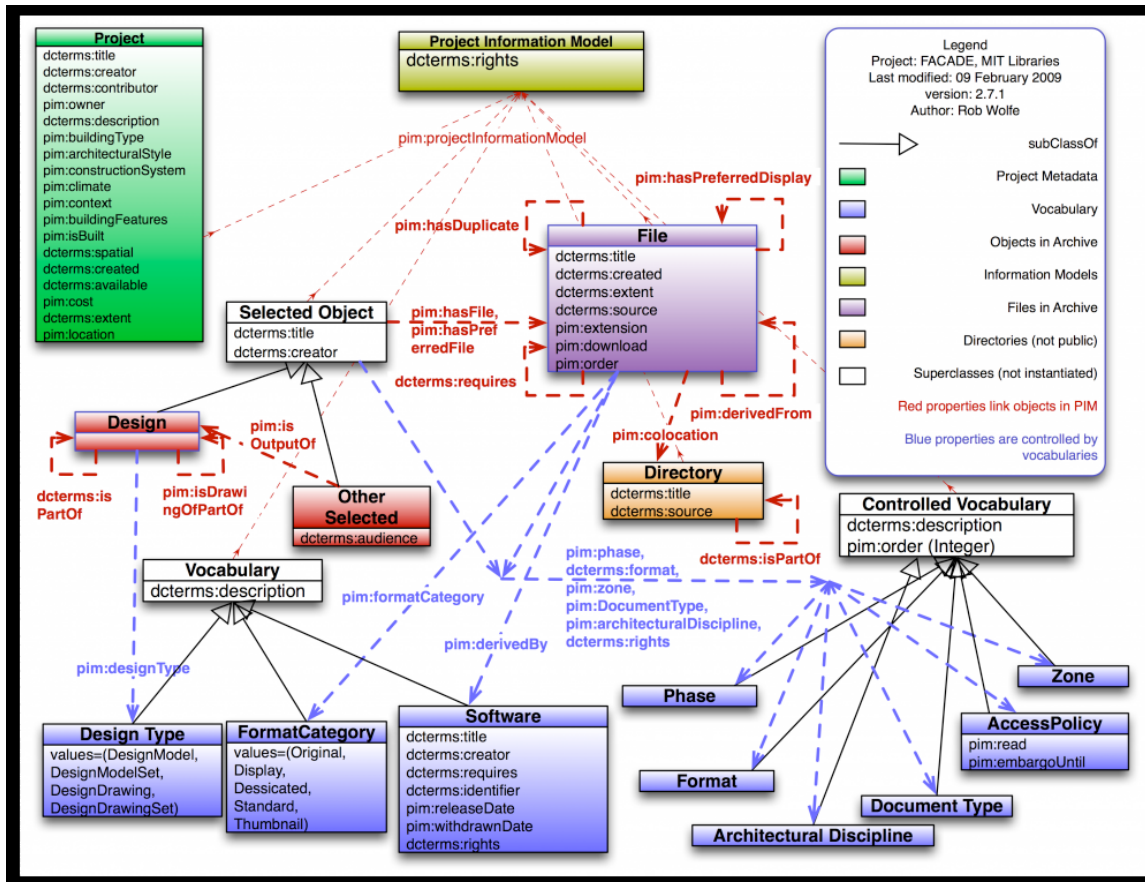 Project
dcterms:title
dcterms:creator
dcterms:contributor
pim:owner
dcterms:description
pim:buildingType
pim:architecturalStyle
pim:constructionSystem
pim:climate
pim:context
pim:buildingFeatures
pim:isBuilt
dcterms:spatial
dcterms:created
dcterms:available
pim:cost
dcterms:extent
pim:location
Project Information Model
dcterms:rights
Legend
Project: FACADE, MIT Libraries
Last modified: 09 February 2009
version: 2.7.1
Author: Rob Wolfe
subClassOf
Project Metadata
Vocabulary
Objects in Archive
Information Models
Files in Archive
Directories (not public)
Superclasses (not instantiated)
Red properties link objects in PIM
Blue properties are controlled by
vocabularies
pim:projectInformationModel
pim:hasPreferredDisplay
pim:hasDuplicate
File
dcterms:title
dcterms:created
dcterms:extent
dcterms:source
pim:extension
pim:download
pim:order
Selected Object
dcterms:title
dcterms:creator
pim:hasFile,
pim:hasPref
erredFile
dcterms:requires
pim:derivedFrom
pim:colocation
Design
pim:is
OutputOf
dcterms:is
PartOf
pim:isDrawi
ngOfPartOf
Other
Selected
dcterms:audience
Directory
dcterms:title
dcterms:source
dcterms:isPartOf
Controlled Vocabulary
dcterms:description
pim:order (Integer)
Vocabulary
dcterms:description
pim:formatCategory
pim:phase,
dcterms:format,
pim:zone,
pim:DocumentType,
pim:architecturalDiscipline,
dcterms:rights
pim:derivedBy
pim:designType
Design Type
values=(DesignModel,
DesignModelSet,
DesignDrawing,
DesignDrawingSet)
FormatCategory
values=(Original,
Display,
Dessicated,
Standard,
Thumbnail)
Software
dcterms:title
dcterms:creator
dcterms:requires
dcterms:identifier
pim:releaseDate
pim:withdrawnDate
dcterms:rights
Phase
Zone
AccessPolicy
pim:read
pim:embargoUntil
Format
Document Type
Architectural Discipline